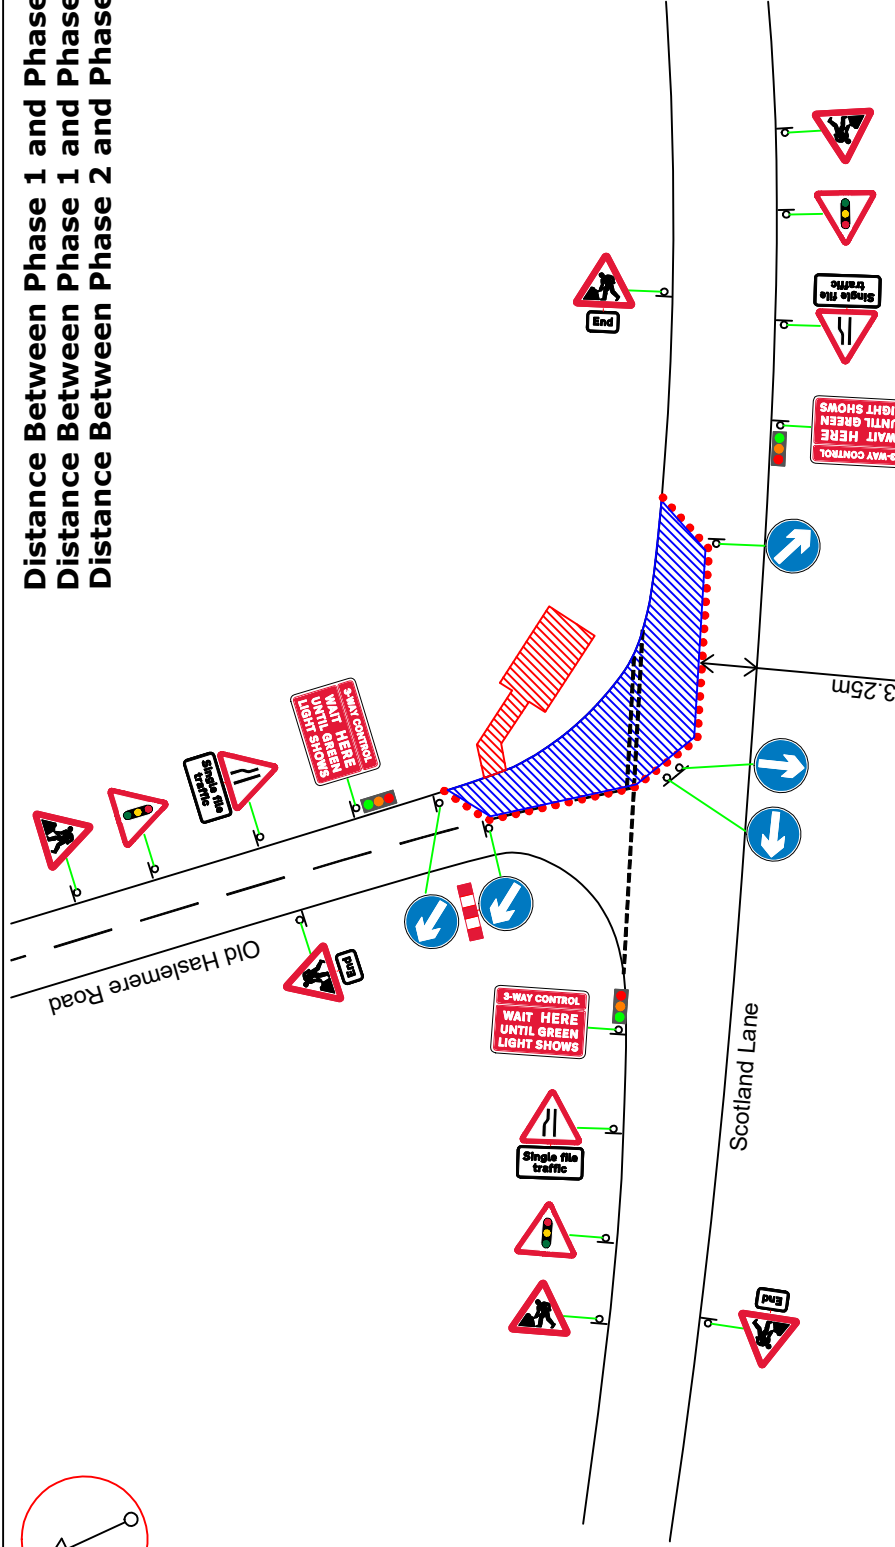 Distance Between Phase 1 and Phase
Distance Between Phase 1 and Phase
Distance Between Phase 2 and Phase
Single file
traffic
3-WAY CONTROL
WAIT HERE
UNTIL GREEN
SHOWS
End
3.25m
3-WAY CONTROL
WAIT HERE
UNTIL GREEN
LIGHT SHOWS
Single file
traffic
Old Haslemere Road
End
3-WAY CONTROL
WAIT HERE
UNTIL GREEN
LIGHT SHOWS
Single file
traffic
Scotland Lane
End